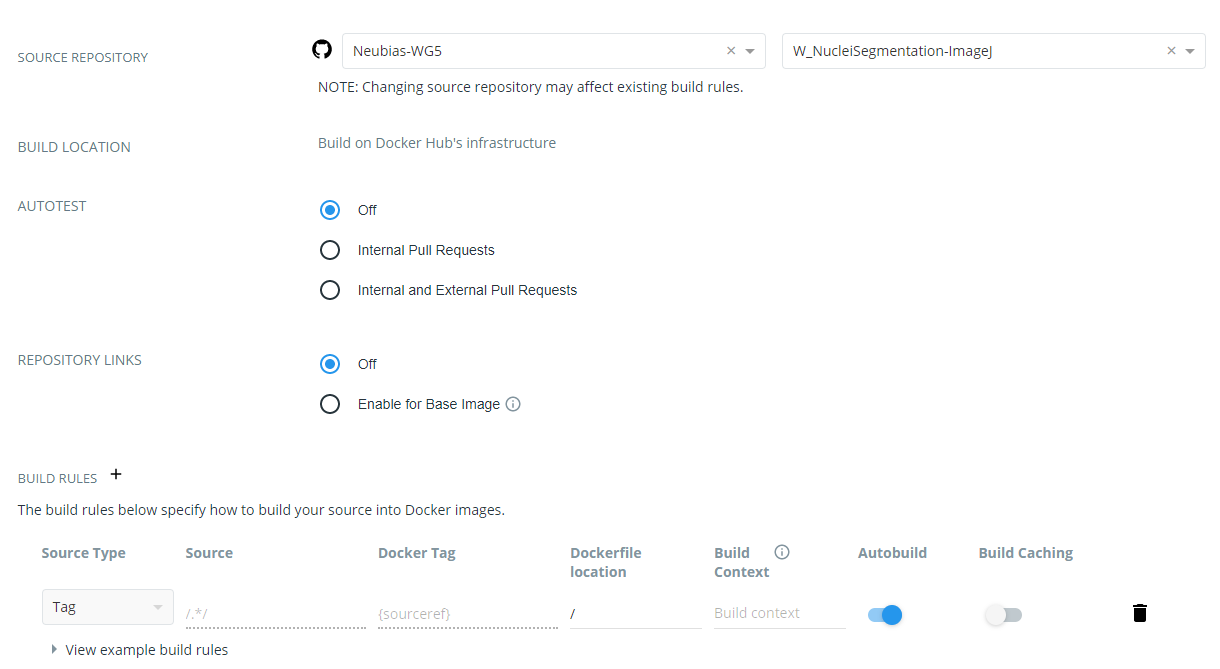 SOURCE REPOSITORY
Neubias-WG5
W_NucleiSegmentation-ImageJ
NOTE: Changing source repository may affect existing build rules.
BUILD LOCATION
Build on Docker Hub's infrastructure
AUTOTEST
Off
Internal Pull Requests
Internal and External Pull Requests
REPOSITORY LINKS
Off
Enable for Base Image
BUILD RULES +
The build rules below specify how to build your source into Docker images.
Source Type
Source
Docker Tag
Dockerfile
location
Build
Context
Autobuild
Build Caching
Tag
/.*/
{sourceref}
/
Build context
View example build rules